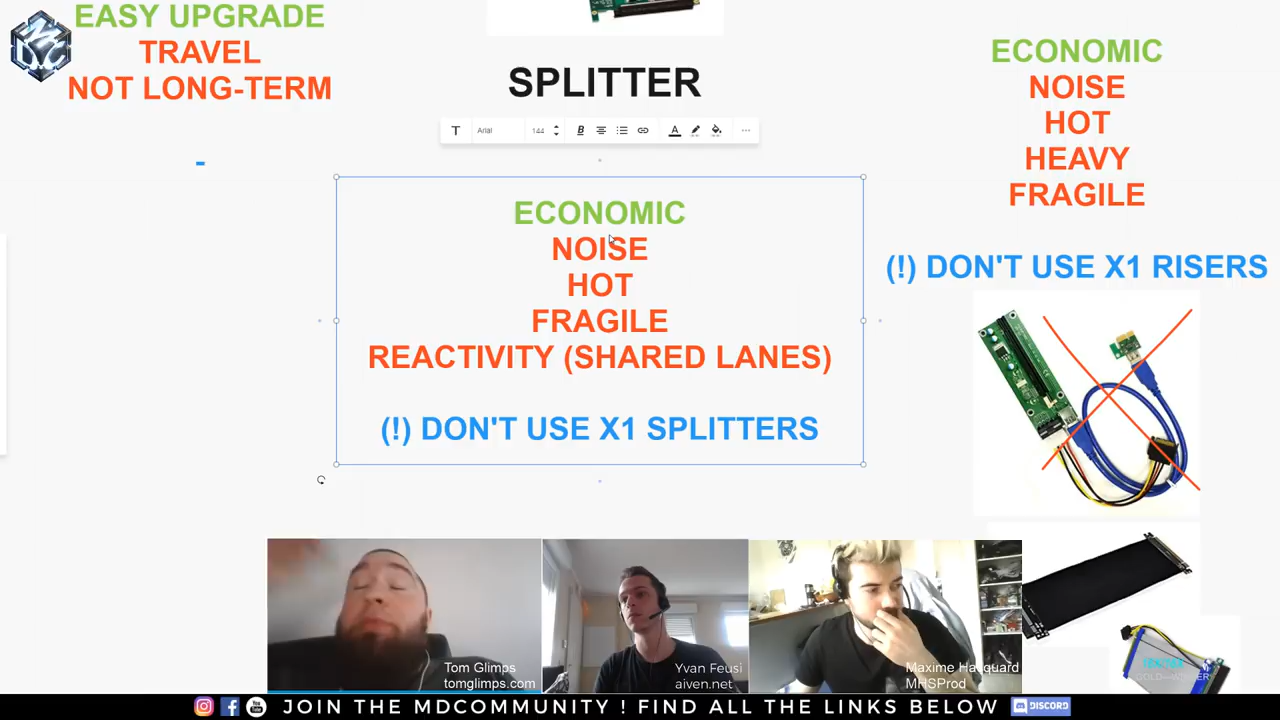 EASY UPGRADE
TRAVEL
NOT LONG-TERM
-
SPLITTER
T Arial 144 B A ...
ECONOMIC
NOISE
HOT
FRAGILE
REACTIVITY (SHARED LANES)
(!) DON'T USE X1 SPLITTERS
ECONOMIC
NOISE
HOT
HEAVY
FRAGILE
(!) DON'T USE X1 RISERS
Tom Glimps
tomglimps.com
Yvan Feusi
aiven.net
Maxime Hacquard
MHSProd
JOIN THE MDCOMMUNITY ! FIND ALL THE LINKS BELOW
DISCORD